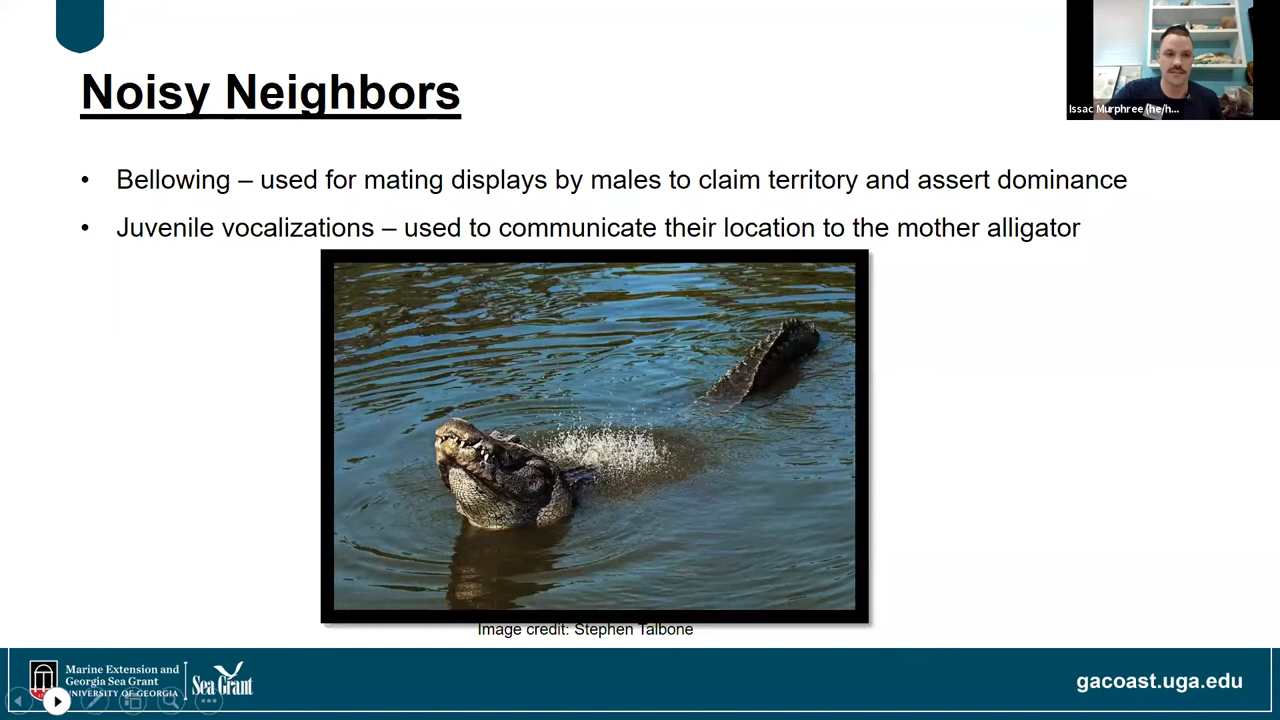 Noisy Neighbors
Issac Murphree (he/h...
• Bellowing – used for mating displays by males to claim territory and assert dominance
• Juvenile vocalizations – used to communicate their location to the mother alligator
Image credit: Stephen Talbone
Marine Extension and
Georgia Sea Grant
UNIVERSITY OF GEORGIA
Sea Grant
gacoast.uga.edu